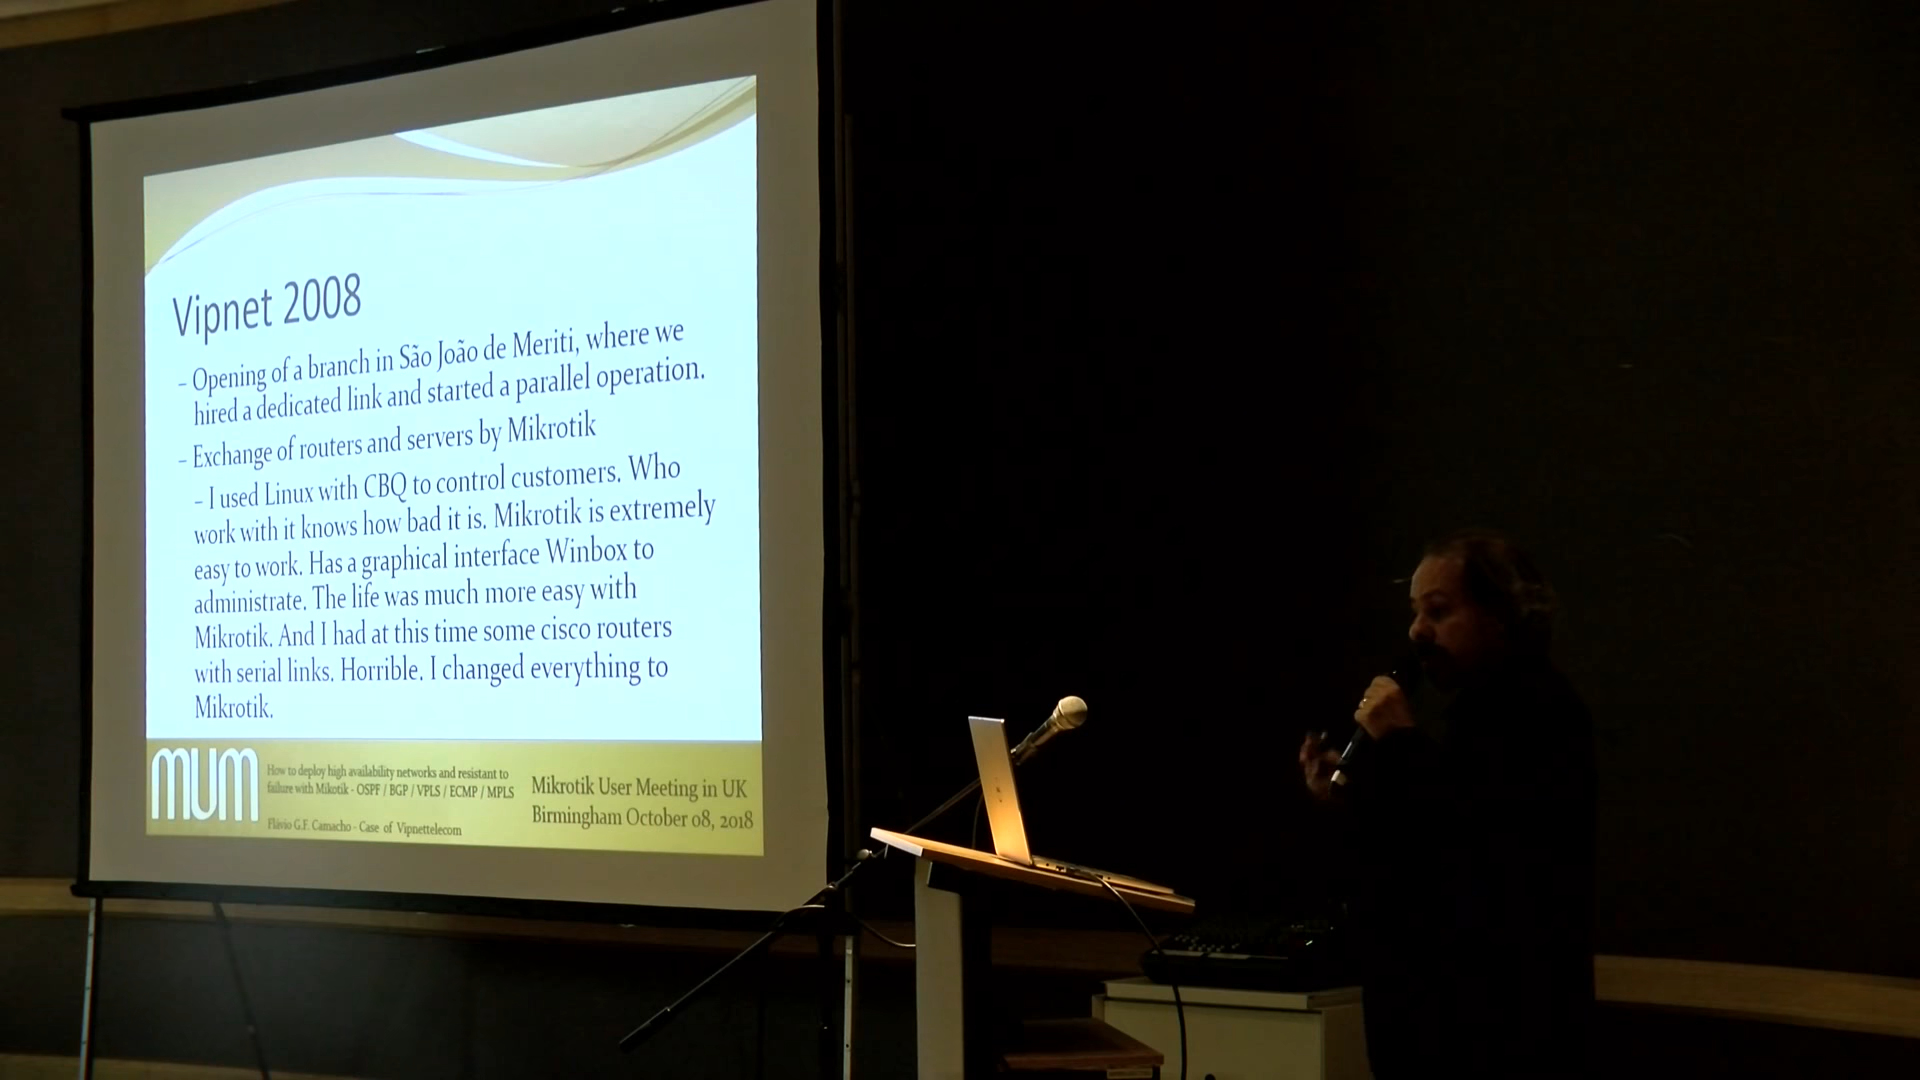 Vipnet 2008
– Opening of a branch in São João de Meriti, where we
hired a dedicated link and started a parallel operation.
– Exchange of routers and servers by Mikrotik
– I used Linux with CBQ to control customers. Who
work with it knows how bad it is. Mikrotik is extremely
easy to work. Has a graphical interface Winbox to
administrate. The life was much more easy with
Mikrotik. And I had at this time some cisco routers
with serial links. Horrible. I changed everything to
Mikrotik.
mum
How to deploy high availability networks and resistant to
failure with Mikotik - OSPF / BGP / VPLS / ECMP / MPLS
Flávio G.F. Camacho - Case of Vipnettelecom
Mikrotik User Meeting in UK
Birmingham October 08, 2018